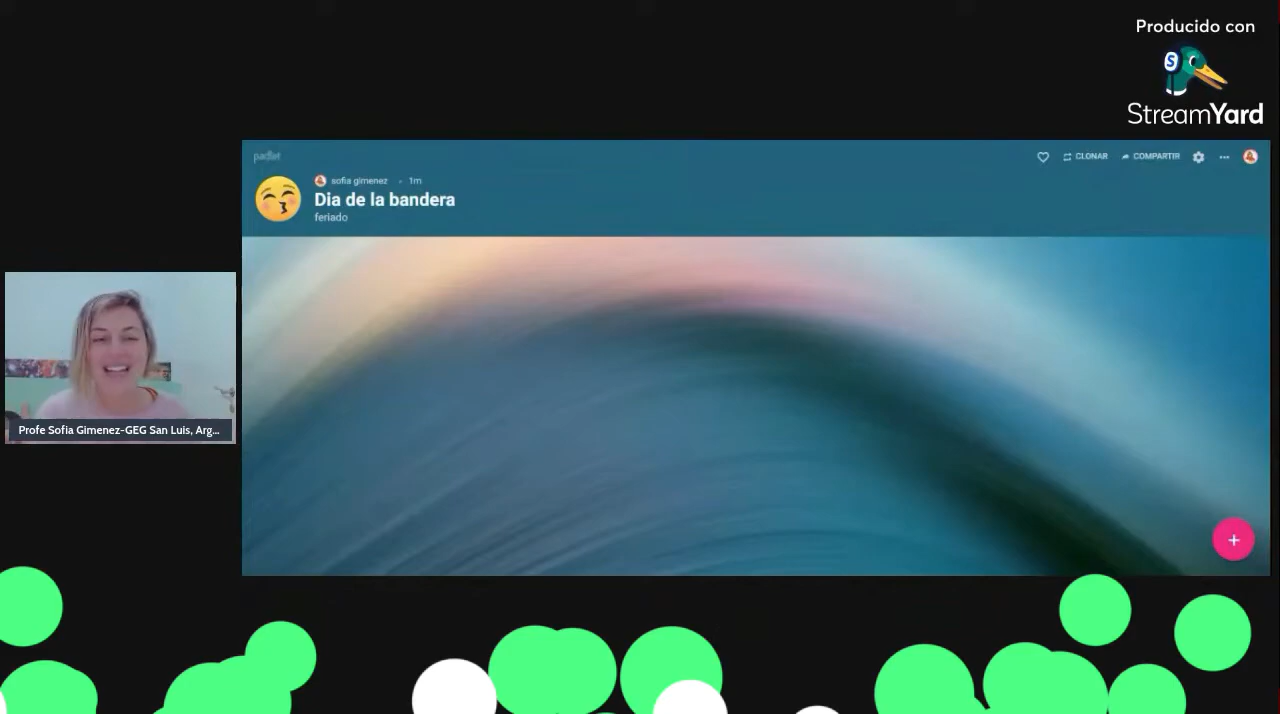 Producido con
StreamYard
padlet
CLONAR
COMPARTIR
sofia gimenez • 1m
Dia de la bandera
feriado
Profe Sofia Gimenez-GEG San Luis, Arg...